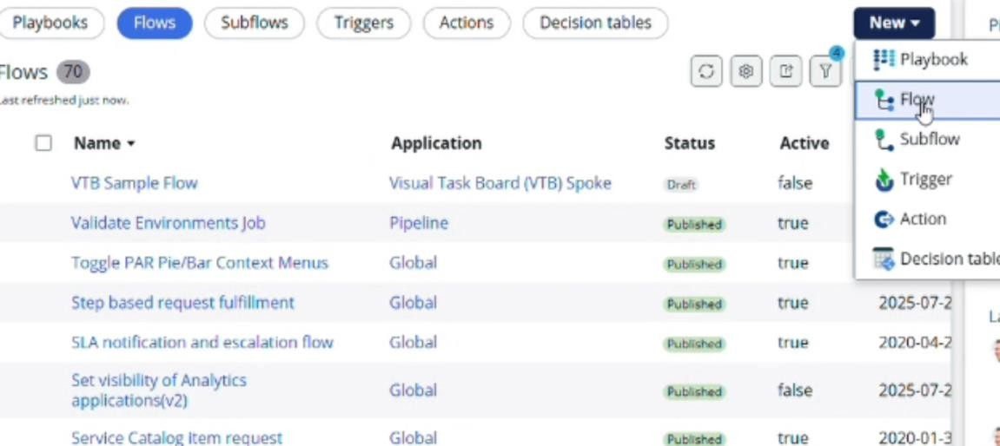 Playbooks Flows Subflows Triggers Actions Decision tables New
Flows 70
4
Playbook
Last refreshed just now.
Flow
Name Application Status Active
Subflow
VTB Sample Flow Visual Task Board (VTB) Spoke Draft false
Trigger
Validate Environments Job Pipeline Published true
Action
Toggle PAR Pie/Bar Context Menus Global Published true
Decision table
Step based request fulfillment Global Published true 2025-07-2
SLA notification and escalation flow Global Published true 2020-04-2
Set visibility of Analytics
applications(v2) Global Published false 2025-07-2
Service Catalog item request Global Published true 2020-01-3